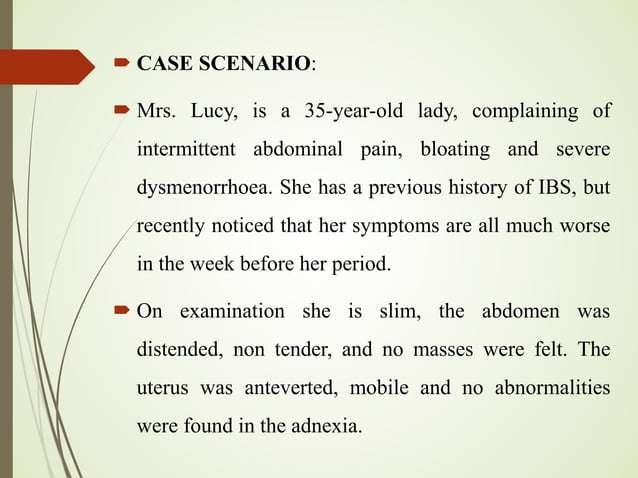 CASE SCENARIO:
Mrs. Lucy, is a 35-year-old lady, complaining of
intermittent abdominal pain, bloating and severe
dysmenorrhoea. She has a previous history of IBS, but
recently noticed that her symptoms are all much worse
in the week before her period.
On examination she is slim, the abdomen was
distended, non tender, and no masses were felt. The
uterus was anteverted, mobile and no abnormalities
were found in the adnexia.